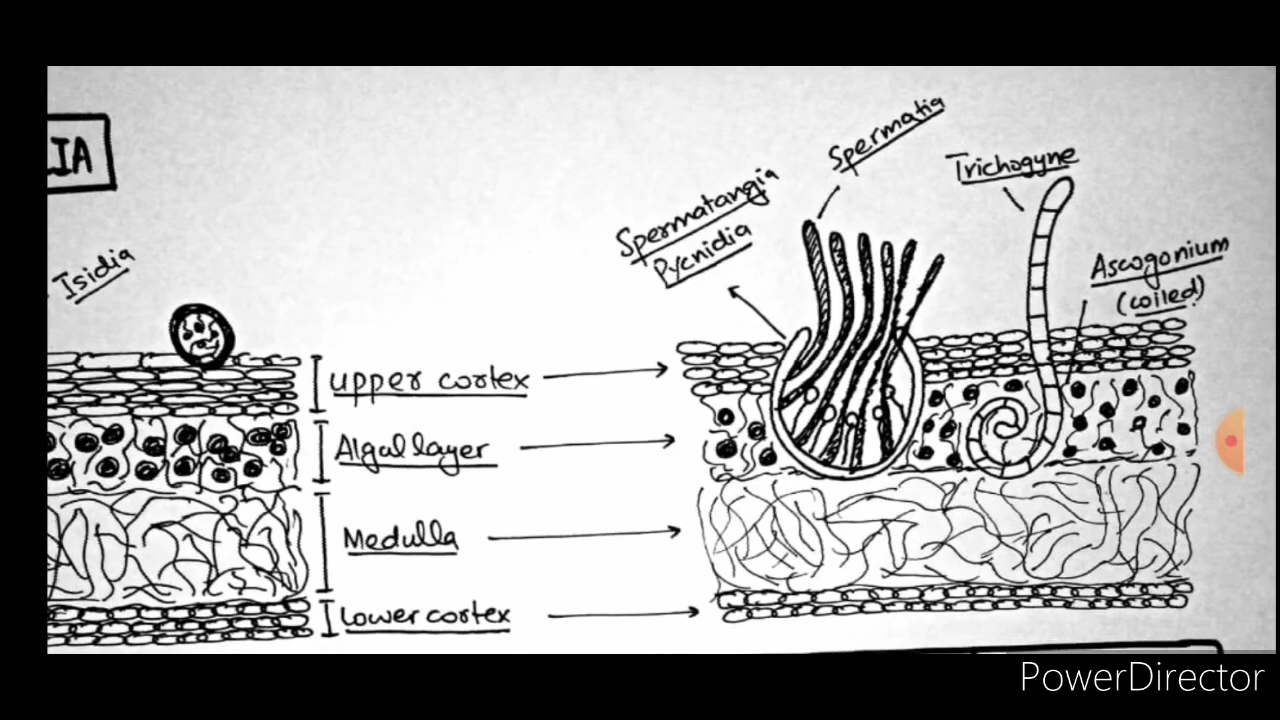 IA
Isidia
Spermatangia
Pycnidia
Spermatia
Trichogyne
Ascogonium
(coiled)
upper cortex
Algal layer
Medulla
Lower cortex
PowerDirector